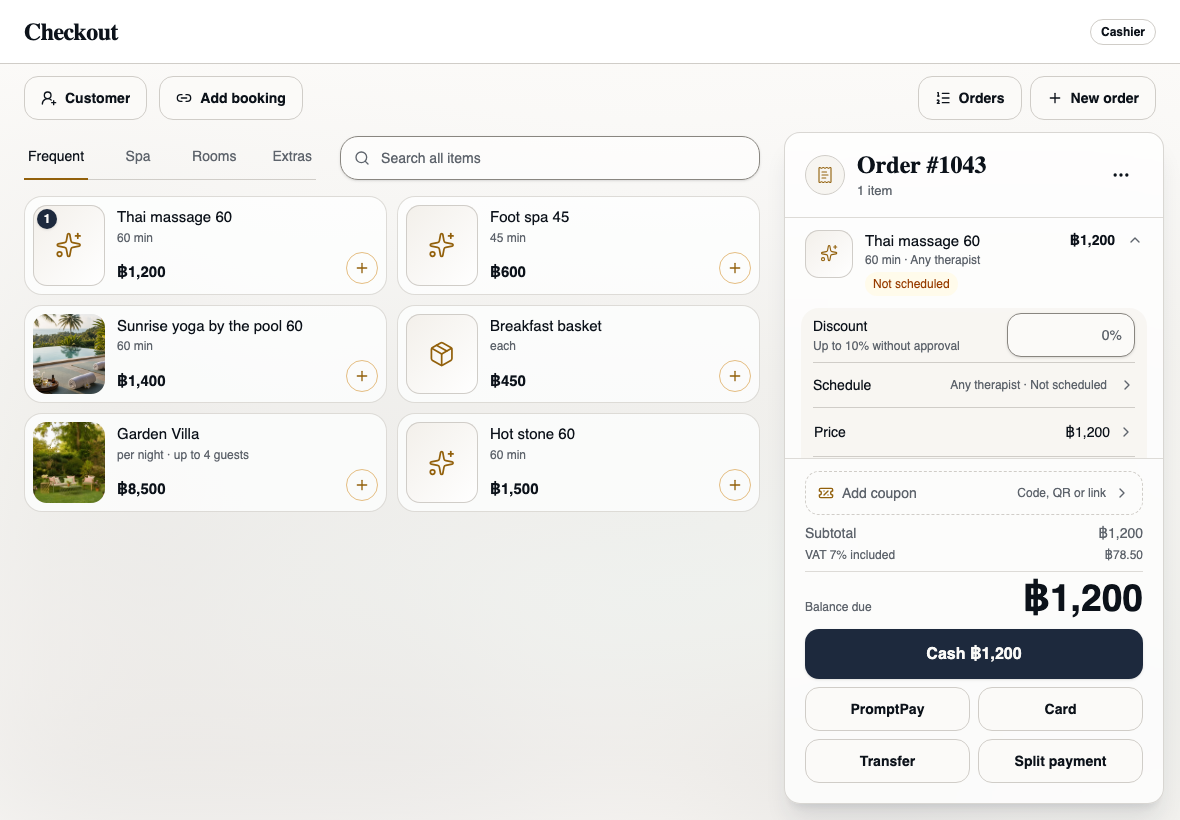 Checkout
Cashier
Customer
Add booking
Orders
New order
Frequent
Spa
Rooms
Extras
Search all items
1
Thai massage 60
60 min
฿1,200
Foot spa 45
45 min
฿600
Sunrise yoga by the pool 60
60 min
฿1,400
Breakfast basket
each
฿450
Garden Villa
per night · up to 4 guests
฿8,500
Hot stone 60
60 min
฿1,500
Order #1043
1 item
Thai massage 60
฿1,200
60 min · Any therapist
Not scheduled
Discount
Up to 10% without approval
0%
Schedule
Any therapist · Not scheduled
Price
฿1,200
Add coupon
Code, QR or link
Subtotal
฿1,200
VAT 7% included
฿78.50
Balance due
฿1,200
Cash ฿1,200
PromptPay
Card
Transfer
Split payment